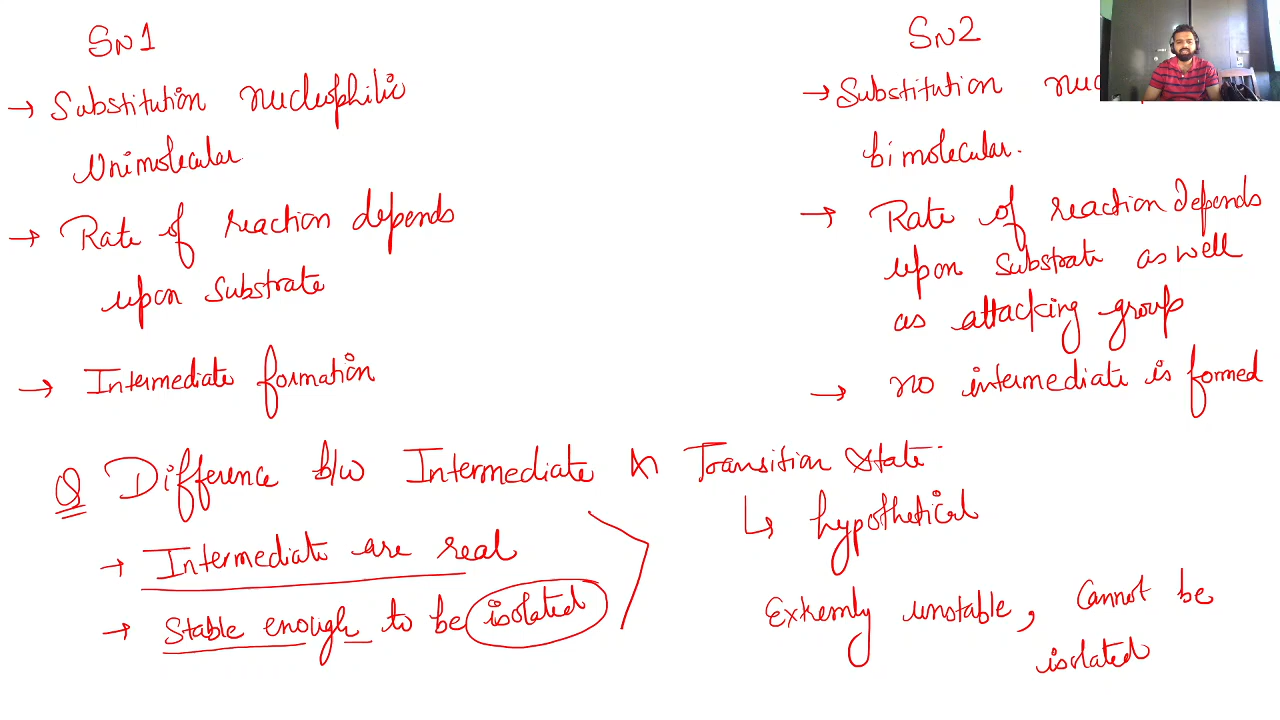 SN1
→ Substitution nucleophilic
Unimolecular
→ Rate of reaction depends
upon substrate
→ Intermediate formation
SN2
→ Substitution
bimolecular.
→ Rate of reaction depends
upon substrate as well
as attacking group
→ no intermediate is formed
Q Difference b/w Intermediate & Transition State
→ Intermediate are real
→ Stable enough to be isolated
↳ hypothetical
Extremly unstable, Cannot be
isolated